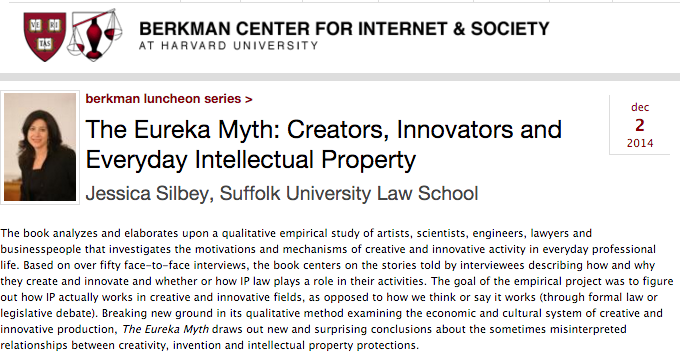 VE RI TAS
BERKMAN CENTER FOR INTERNET & SOCIETY
AT HARVARD UNIVERSITY
berkman luncheon series >
The Eureka Myth: Creators, Innovators and
Everyday Intellectual Property
Jessica Silbey, Suffolk University Law School
dec
2
2014
The book analyzes and elaborates upon a qualitative empirical study of artists, scientists, engineers, lawyers and
businesspeople that investigates the motivations and mechanisms of creative and innovative activity in everyday professional
life. Based on over fifty face-to-face interviews, the book centers on the stories told by interviewees describing how and why
they create and innovate and whether or how IP law plays a role in their activities. The goal of the empirical project was to figure
out how IP actually works in creative and innovative fields, as opposed to how we think or say it works (through formal law or
legislative debate). Breaking new ground in its qualitative method examining the economic and cultural system of creative and
innovative production, The Eureka Myth draws out new and surprising conclusions about the sometimes misinterpreted
relationships between creativity, invention and intellectual property protections.